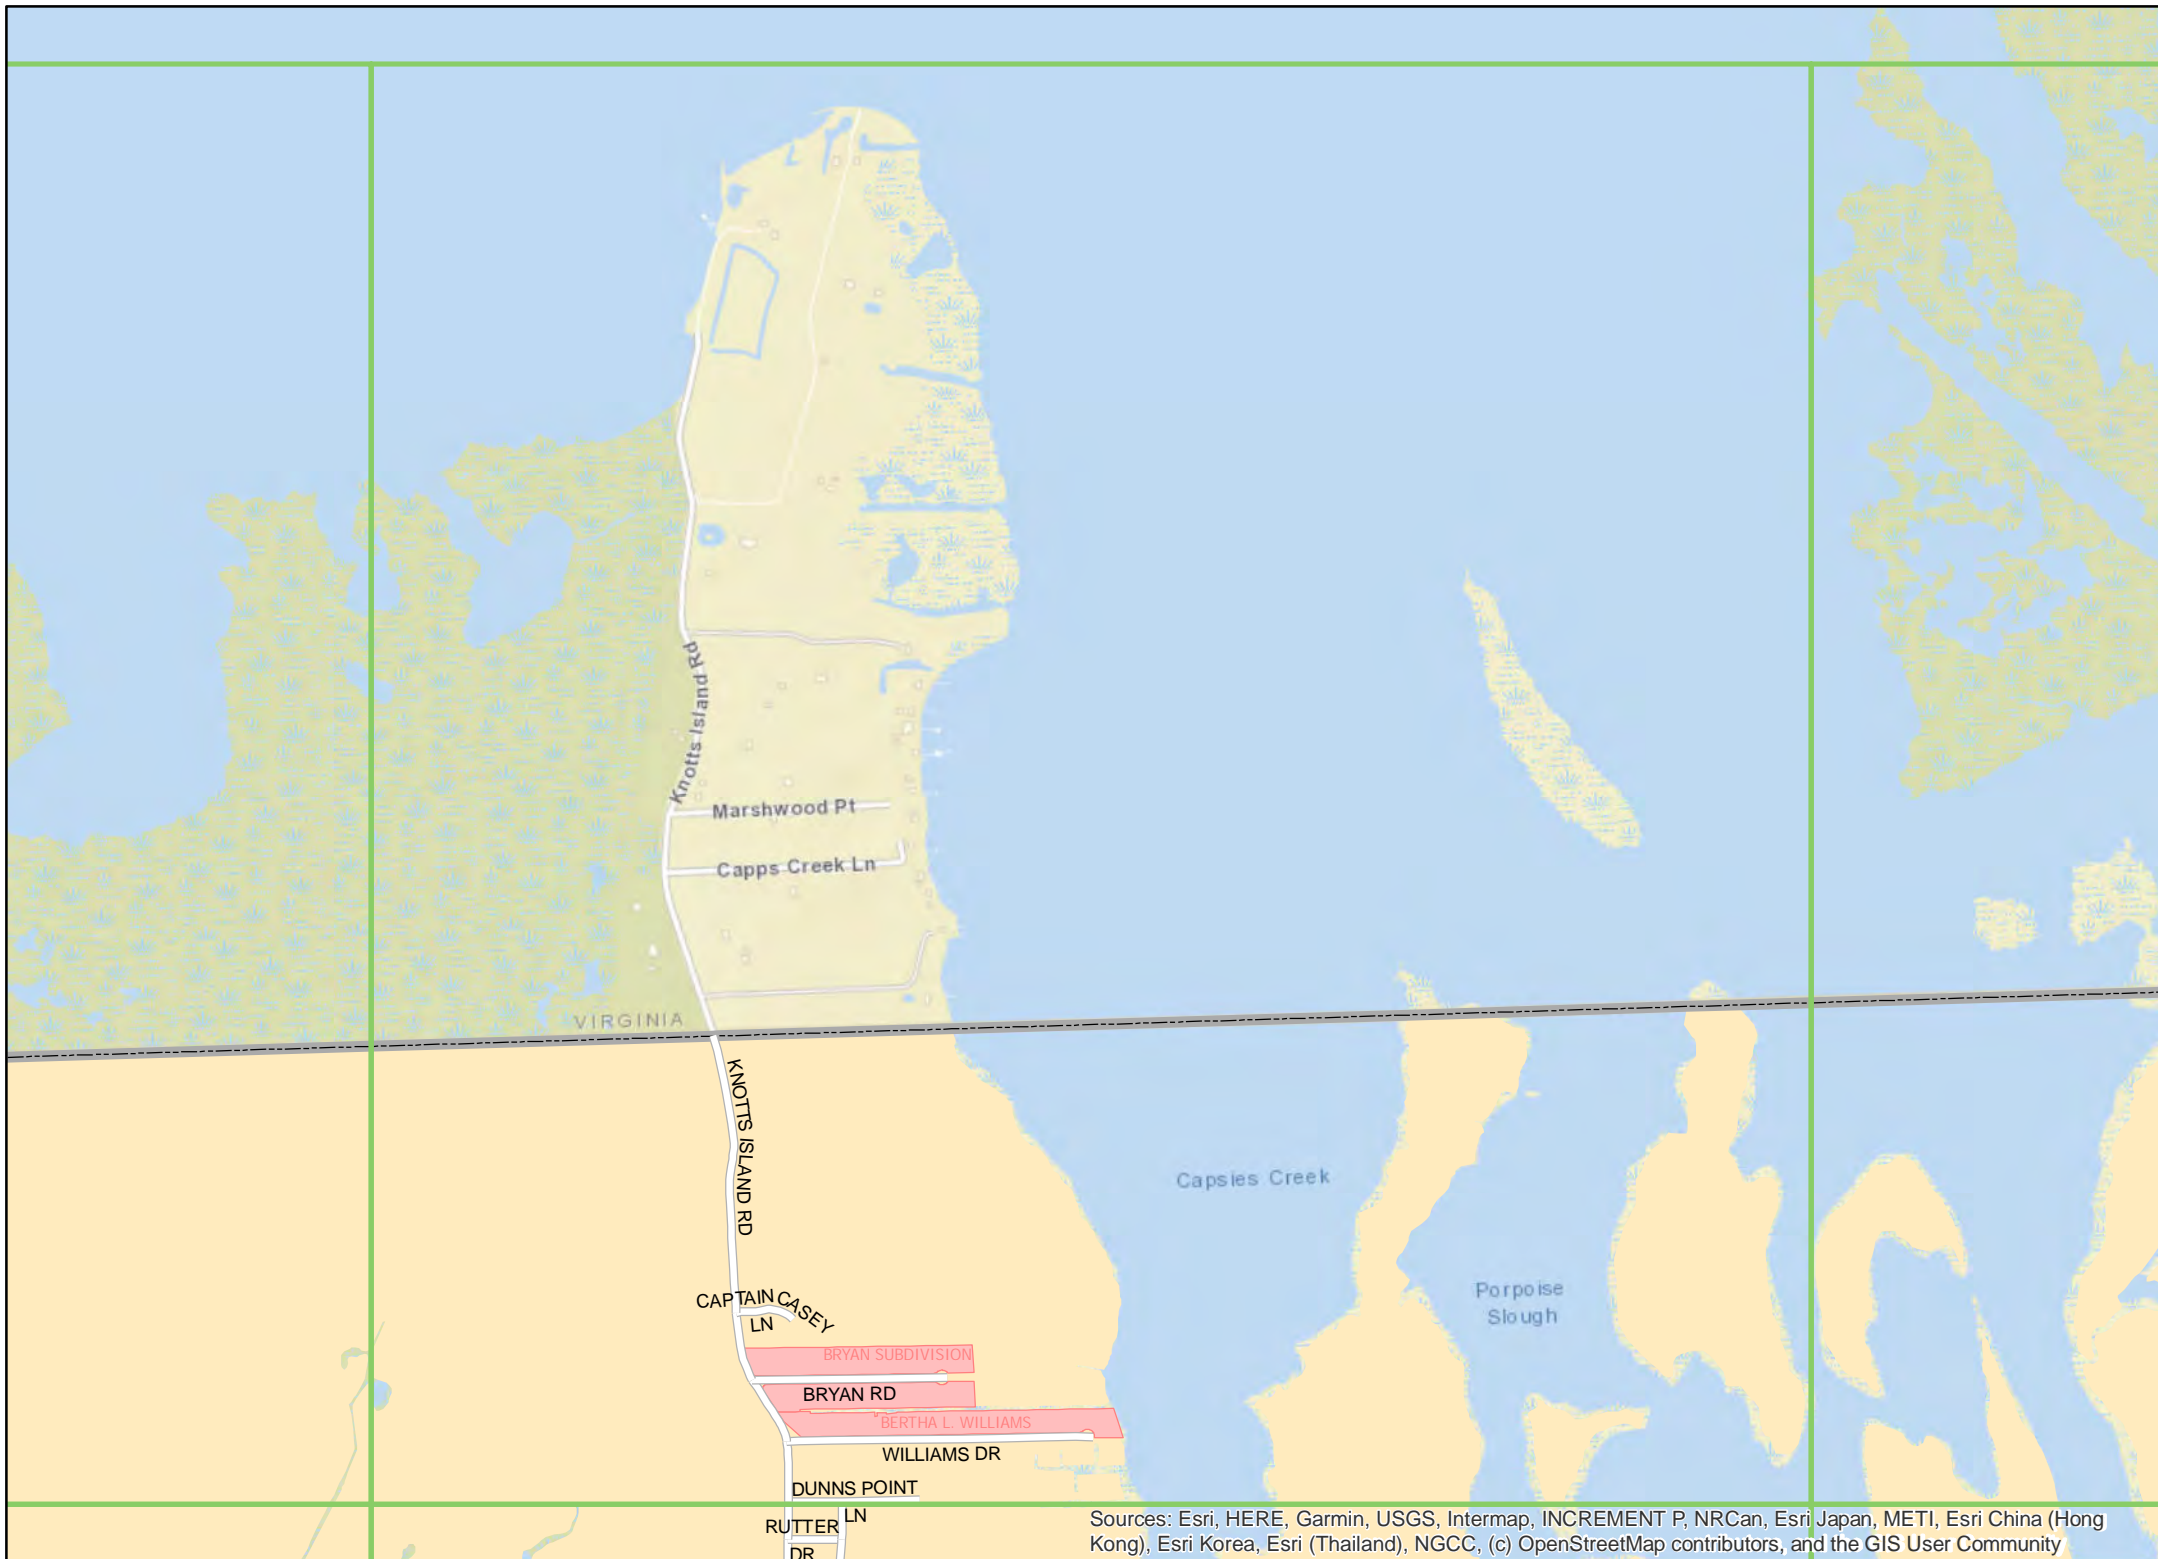 Knotts Island Rd
Marshwood Pt
Capps Creek Ln
VIRGINIA
KNOTTS ISLAND RD
Capsies Creek
Porpoise
Slough
CAPTAIN CASEY
LN
BRYAN SUBDIVISION
BRYAN RD
BERTHA L. WILLIAMS
WILLIAMS DR
DUNNS POINT
LN
RUTTER
DR
Sources: Esri, HERE, Garmin, USGS, Intermap, INCREMENT P, NRCan, Esri Japan, METI, Esri China (Hong
Kong), Esri Korea, Esri (Thailand), NGCC, (c) OpenStreetMap contributors, and the GIS User Community